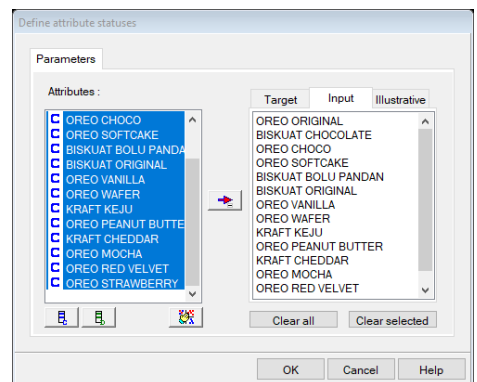 Define attribute statuses
Parameters
Attributes :
C OREO CHOCO
C OREO SOFTCAKE
C BISKUAT BOLU PANDA
C BISKUAT ORIGINAL
C OREO VANILLA
C OREO WAFER
C KRAFT KEJU
C OREO PEANUT BUTTE
C KRAFT CHEDDAR
C OREO MOCHA
C OREO RED VELVET
C OREO STRAWBERRY
Target Input Illustrative
OREO ORIGINAL
BISKUAT CHOCOLATE
OREO CHOCO
OREO SOFTCAKE
BISKUAT BOLU PANDAN
BISKUAT ORIGINAL
OREO VANILLA
OREO WAFER
KRAFT KEJU
OREO PEANUT BUTTER
KRAFT CHEDDAR
OREO MOCHA
OREO RED VELVET
Clear all Clear selected
OK Cancel Help